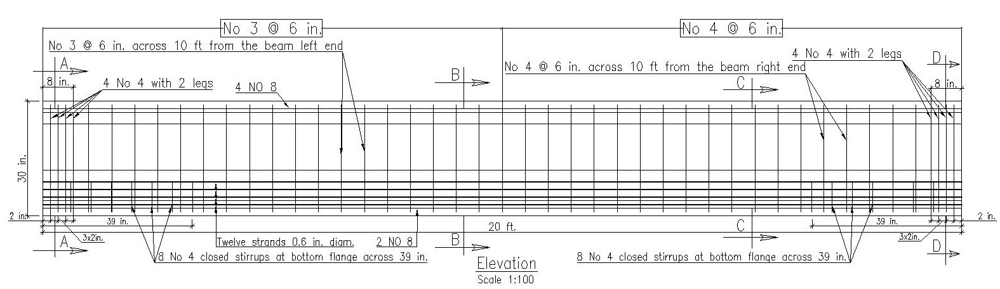 No 3 @ 6 in.
No 4 @ 6 in.
No 3 @ 6 in. across 10 ft from the beam left end
4 No 4 with 2 legs
A
D
No 4 @ 6 in. across 10 ft from the beam right end
B
C
8 in.
4 No 4 with 2 legs
4 NO 8
8 in.
30 in.
2 in.
39 in.
20 ft.
C
39 in.
2 in.
A
3x2in.
Twelve strands 0.6 in. diam.
2 NO 8
B
3x2in.
D
8 No 4 closed stirrups at bottom flange across 39 in.
8 No 4 closed stirrups at bottom flange across 39 in.
Elevation
Scale 1:100